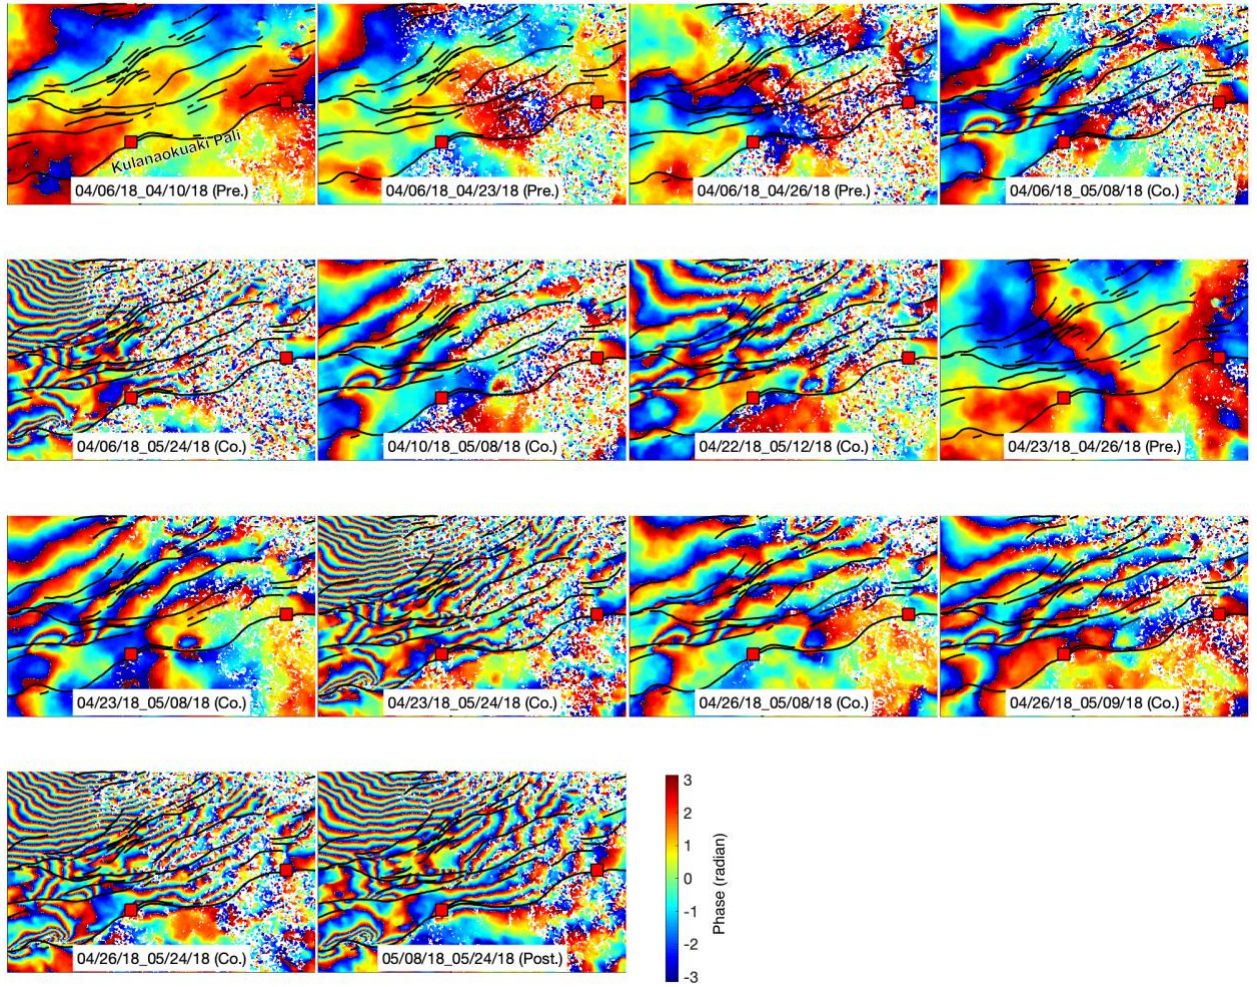 Kulanaokuaki Pali
04/06/18_04/10/18 (Pre.)
04/06/18_04/23/18 (Pre.)
04/06/18_04/26/18 (Pre.)
04/06/18_05/08/18 (Co.)
04/06/18_05/24/18 (Co.)
04/10/18_05/08/18 (Co.)
04/22/18_05/12/18 (Co.)
04/23/18_04/26/18 (Pre.)
04/23/18_05/08/18 (Co.)
04/23/18_05/24/18 (Co.)
04/26/18_05/08/18 (Co.)
04/26/18_05/09/18 (Co.)
04/26/18_05/24/18 (Co.)
05/08/18_05/24/18 (Post.)
3
2
1
0
-1
-2
-3
Phase (radian)